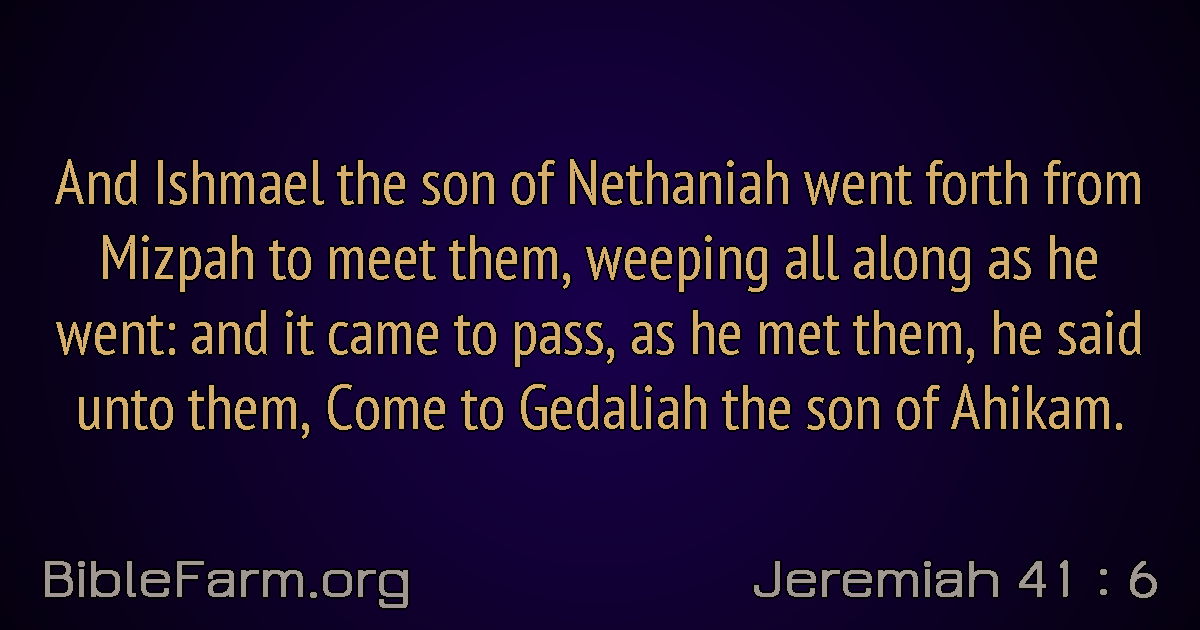 And Ishmael the son of Nethaniah went forth from
Mizpah to meet them, weeping all along as he
went: and it came to pass, as he met them, he said
unto them, Come to Gedaliah the son of Ahikam.
BibleFarm.org
Jeremiah 41 : 6